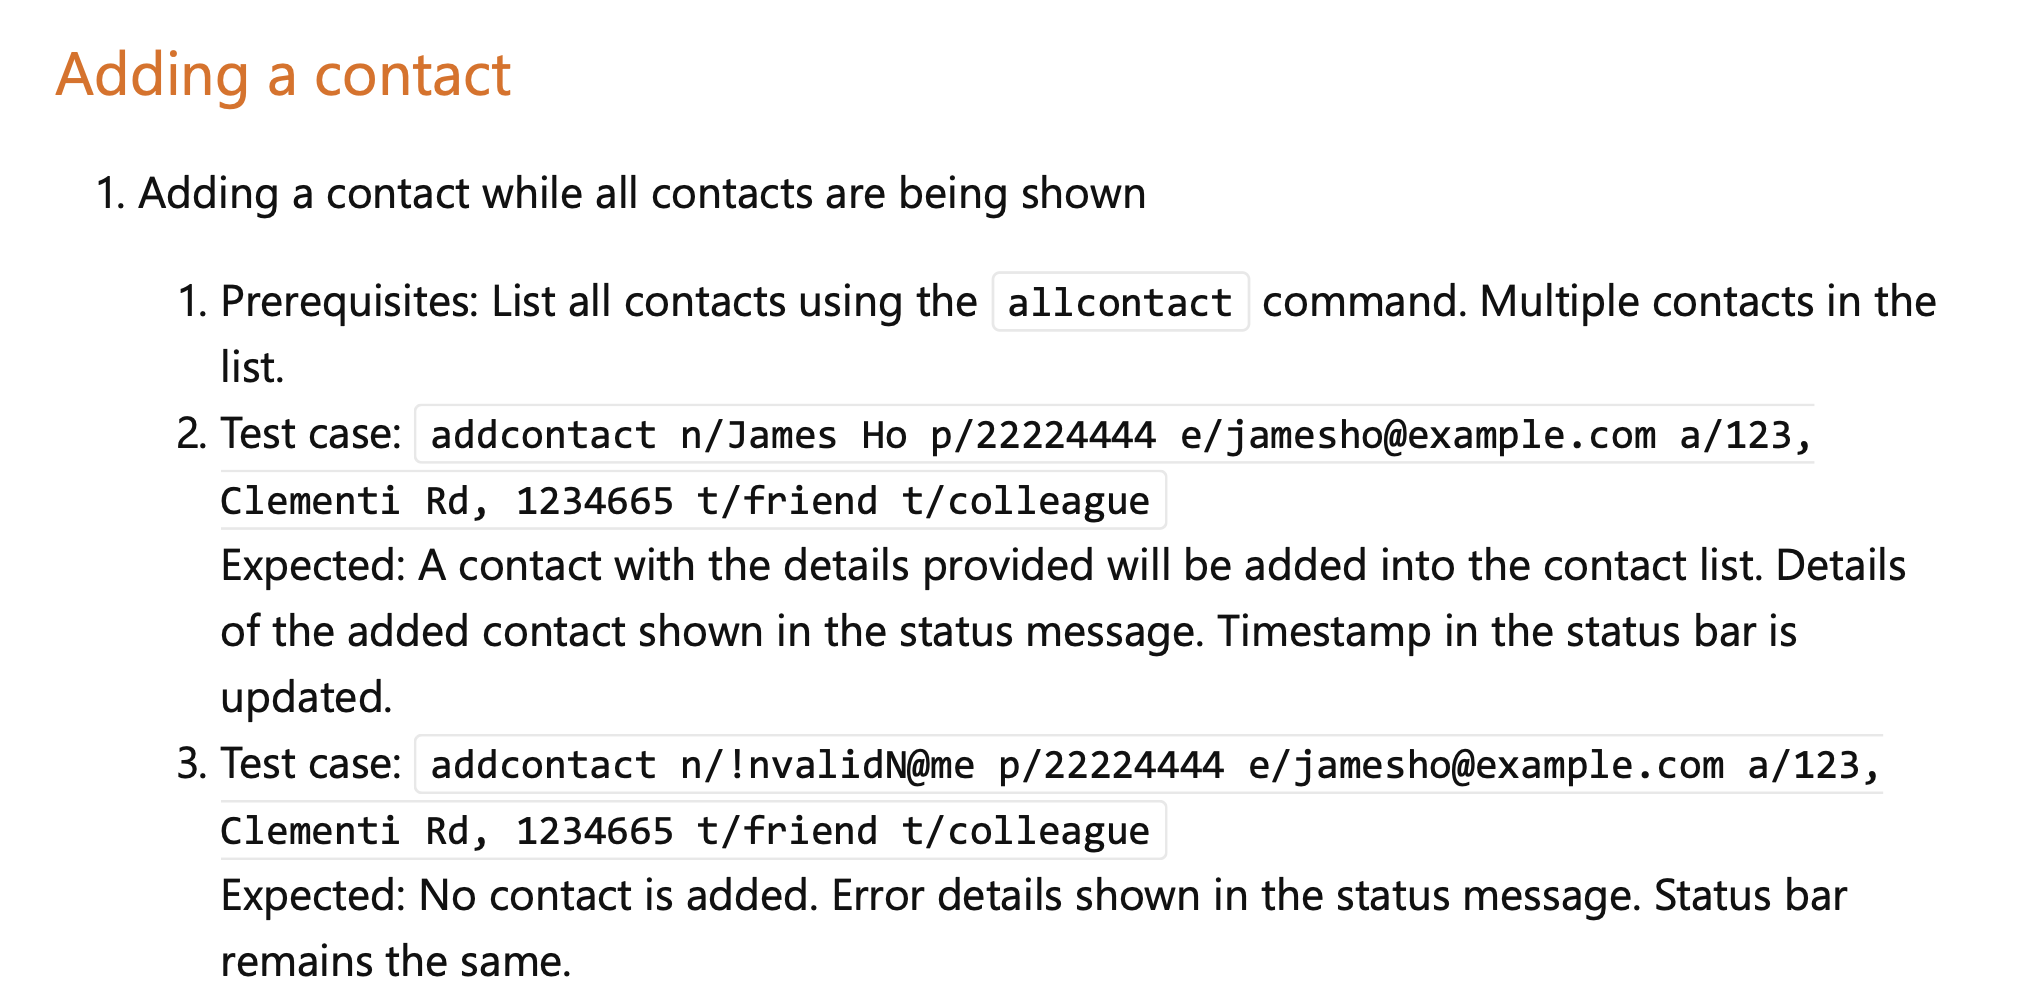 Adding a contact
1. Adding a contact while all contacts are being shown
1. Prerequisites: List all contacts using the allcontact command. Multiple contacts in the
list.
2. Test case: addcontact n/James Ho p/22224444 e/jamesho@example.com a/123,
Clementi Rd, 1234665 t/friend t/colleague
Expected: A contact with the details provided will be added into the contact list. Details
of the added contact shown in the status message. Timestamp in the status bar is
updated.
3. Test case: addcontact n/!nvalidN@me p/22224444 e/jamesho@example.com a/123,
Clementi Rd, 1234665 t/friend t/colleague
Expected: No contact is added. Error details shown in the status message. Status bar
remains the same.